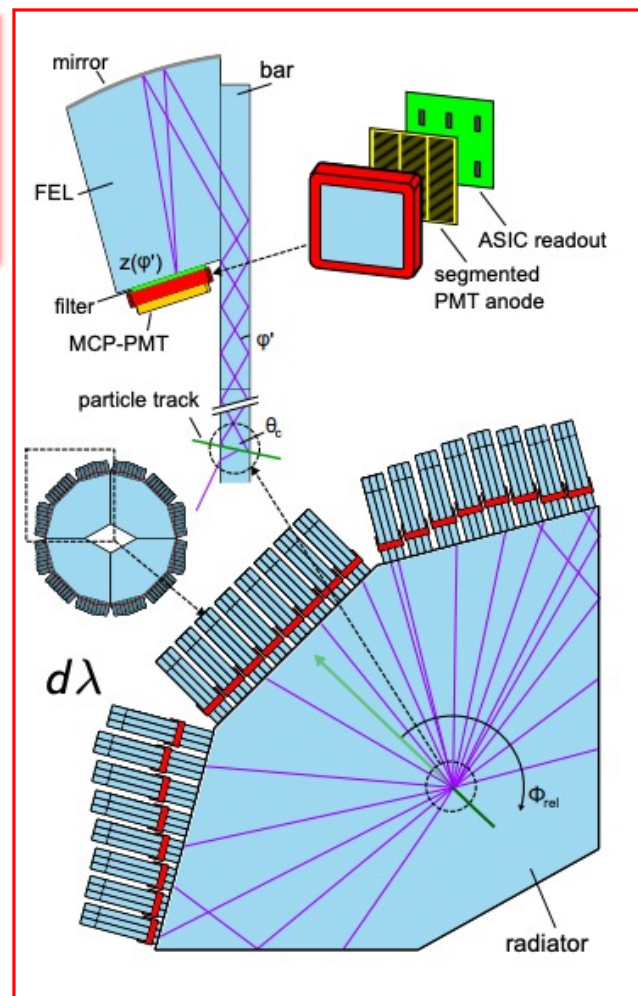 mirror
bar
FEL
ASIC readout
z(φ')
segmented
PMT anode
filter
MCP-PMT
φ'
particle track
θc
dλ
Φrel
radiator